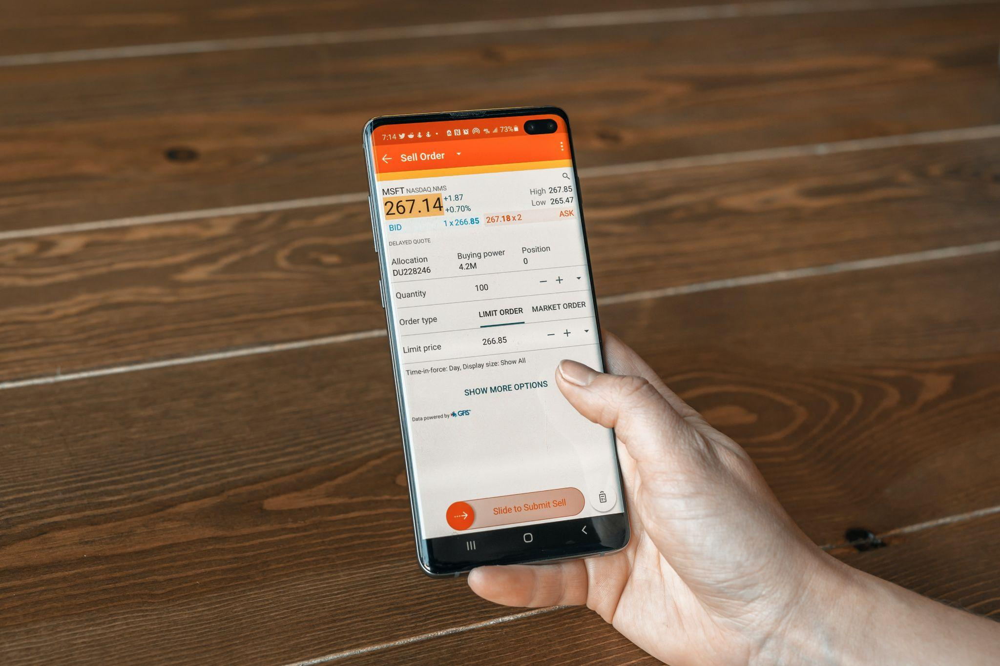 7:14 73%
Sell Order
MSFT NASDAQ.NMS
267.14 +1.87
+0.70%
High 267.85
Low 265.47
BID 1 x 266.85 267.18 x 2 ASK
DELAYED QUOTE
Allocation Buying power Position
DU228246 4.2M 0
Quantity 100
Order type LIMIT ORDER MARKET ORDER
Limit price 266.85
Time-in-force: Day, Display size: Show All
SHOW MORE OPTIONS
Data powered by GFIS
Slide to Submit Sell